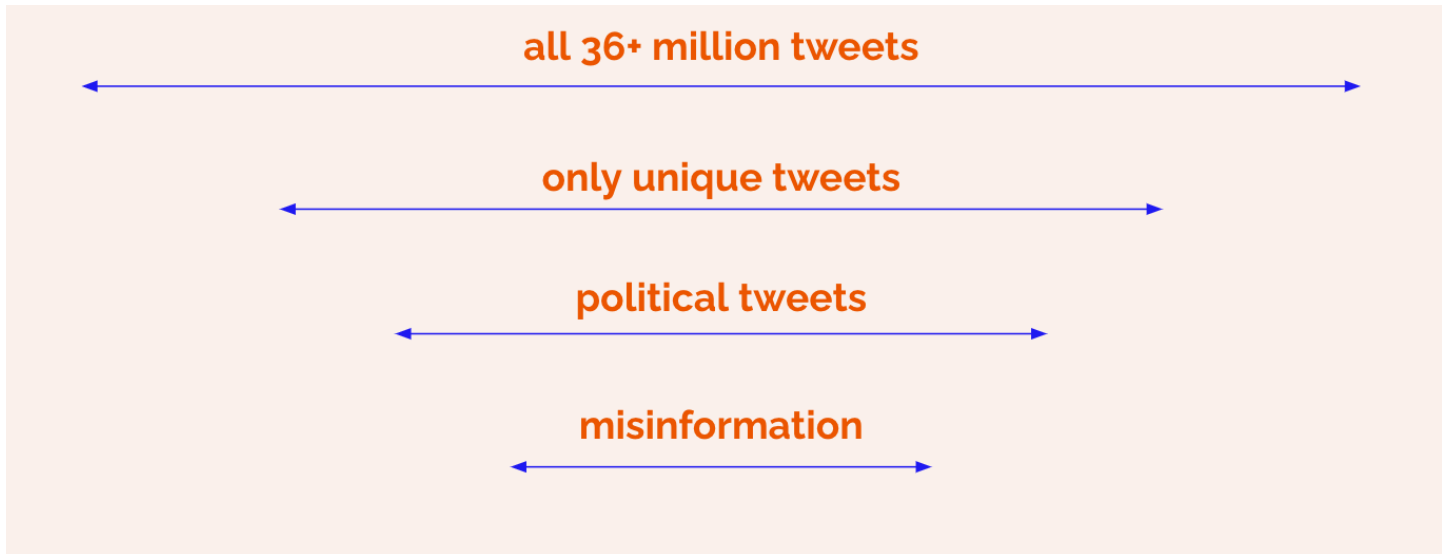 all 36+ million tweets
only unique tweets
political tweets
misinformation